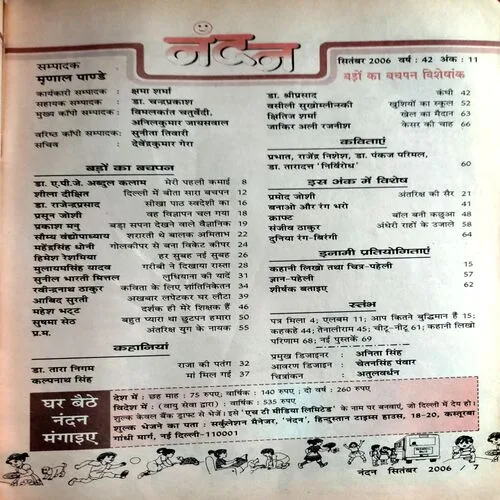 नंदन
सितंबर 2006 वर्ष : 42 अंक : 11
बड़ों का बचपन विशेषांक
सम्पादक
मृणाल पाण्डे
कार्यकारी सम्पादक : क्षमा शर्मा
सहायक सम्पादक : डा. चन्द्रप्रकाश
मुख्य कॉपी सम्पादक: विमलकांत चतुर्वेदी,
अनिलकुमार जायसवाल
वरिष्ठ कॉपी सम्पादक: सुनीता तिवारी
सचिव : देवेंद्रकुमार गेरा
बड़ों का बचपन
डा. ए.पी.जे. अब्दुल कलाम मेरी पहली कमाई 8
शीला दीक्षित दिल्ली में बीता सारा बचपन 12
डा. राजेन्द्रप्रसाद सीखा पाठ स्वदेशी का 16
प्रसून जोशी वह विज्ञापन चल गया 18
प्रकाश मनु बड़ा सपना देखने वाले वैज्ञानिक 19
सौम्य बंद्योपाध्याय शरारती थे बालक अमिताभ 22
महेंद्रसिंह धोनी गोलकीपर से बना विकेट कीपर 24
हिमेश रेशमिया हर सुबह नई सुबह 26
मुलायमसिंह यादव गरीबी ने दिखाया रास्ता 28
सुनील भारती मित्तल लुधियाना की यादें 31
रवीन्द्रनाथ ठाकुर कविता के लिए शांतिनिकेतन 34
आबिद सुरती अखबार लपेटकर घर लौटा 39
महेश भट्ट दर्शक ही मेरे शिक्षक हैं 46
सुषमा सेठ बहुत प्यारा था छुटपन हमारा 50
प्र.म. अंतरिक्ष युग के नायक 55
कहानियां
डा. तारा निगम राजा की पतंग 32
कल्पनाथ सिंह मां मिल गई 37
डा. श्रीप्रसाद कंघी 41
वसीली सुखोम्लीनस्की खुशियों का स्कूल 52
क्षितिज शर्मा खेल का मैदान 63
जाकिर अली रजनीश केसर की चाह 66
कविताएं
प्रभात, राजेंद्र निशेश, डा. पंकज परिमल,
डा. तारादत्त 'निर्विरोध' 60
इस अंक में विशेष
प्रमोद जोशी अंतरिक्ष की सैर 21
बनाओ और रंग भरो 41
क्राफ्ट बॉल बनी कछुआ 48
संजीव ठाकुर अंधेरी राहों के उजाले 58
दुनिया रंग-बिरंगी 64
इनामी प्रतियोगिताएं
कहानी लिखो तथा चित्र-पहेली 15
ज्ञान-पहेली 57
शीर्षक बताइए 62
स्तंभ
पत्र मिला 4; एलबम 11; आप कितने बुद्धिमान हैं 15;
कहकहे 44; तेनालीराम 45; चीटू-नीटू 61; कहानी लिखो
परिणाम 68; नई पुस्तकें 69
प्रमुख डिजाइनर : अनिता सिंह
आवरण डिजाइन : चेतनसिंह पंवार
चित्रांकन : अतुलवर्धन
घर बैठे
नंदन
मंगाइए
देश में : छह माह : 75 रुपए; वार्षिक : 140 रुपए ; दो वर्ष : 260 रुपए
विदेश में : (वायु सेवा द्वारा) : वार्षिक : 535 रुपए
शुल्क केवल बैंक ड्राफ्ट से भेजें। इसे 'एच टी मीडिया लिमिटेड' के नाम पर बनवाएं, जो दिल्ली में देय हो।
शुल्क भेजने का पता : सर्कुलेशन मैनेजर, 'नंदन', हिन्दुस्तान टाइम्स हाउस, 18-20, कस्तूरबा
गांधी मार्ग, नई दिल्ली-110001
नंदन सितंबर 2006 / 7